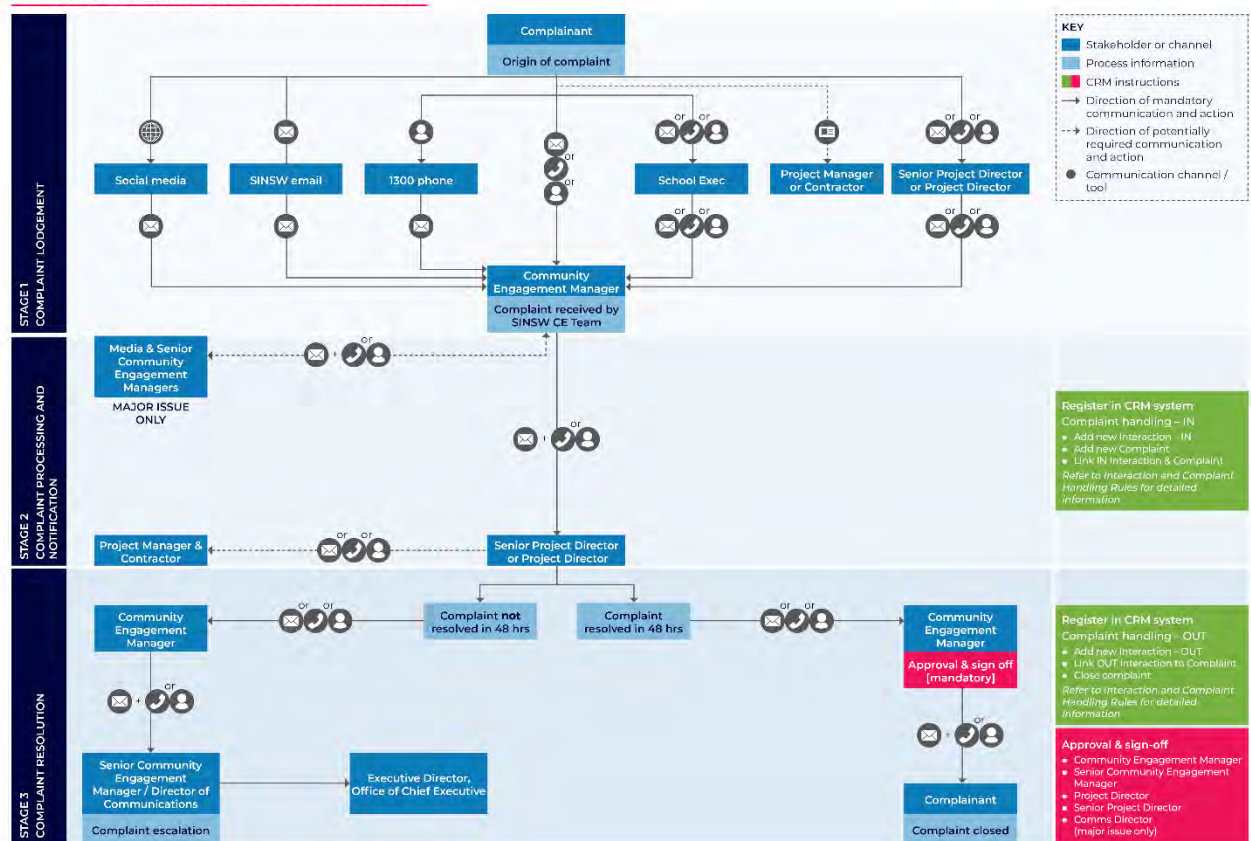 Complainant
Origin of complaint
KEY
Stakeholder or channel
Process information
CRM instructions
Direction of mandatory
communication and action
Direction of potentially
required communication
and action
Communication channel /
tool
STAGE 1
COMPLAINT LODGEMENT
or
or
or
or
or
or
Social media
SINSW email
1300 phone
School Exec
Project Manager
or Contractor
Senior Project Director
or Project Director
or
or
or
or
Community
Engagement Manager
Complaint received by
SINSW CE Team
STAGE 2
COMPLAINT PROCESSING AND
NOTIFICATION
Media & Senior
Community
Engagement
Managers
MAJOR ISSUE
ONLY
+
or
+
or
Register in CRM system
Complaint handling – IN
Add new Interaction – IN
Add new Complaint
Link IN Interaction & Complaint
Refer to Interaction and Complaint
Handling Rules for detailed
information
Project Manager &
Contractor
or
or
Senior Project Director
or Project Director
STAGE 3
COMPLAINT RESOLUTION
Community
Engagement
Manager
or
or
Complaint not
resolved in 48 hrs
Complaint
resolved in 48 hrs
or
or
Community
Engagement
Manager
Approval & sign off
[mandatory]
Register in CRM system
Complaint handling – OUT
Add new Interaction – OUT
Link OUT Interaction to Complaint
Close complaint
Refer to Interaction and Complaint
Handling Rules for detailed
information
+
or
+
or
Senior Community
Engagement
Manager / Director of
Communications
Complaint escalation
Executive Director,
Office of Chief Executive
Complainant
Complaint closed
Approval & sign-off
Community Engagement Manager
Senior Community Engagement
Manager
Project Director
Senior Project Director
Comms Director
(major issue only)